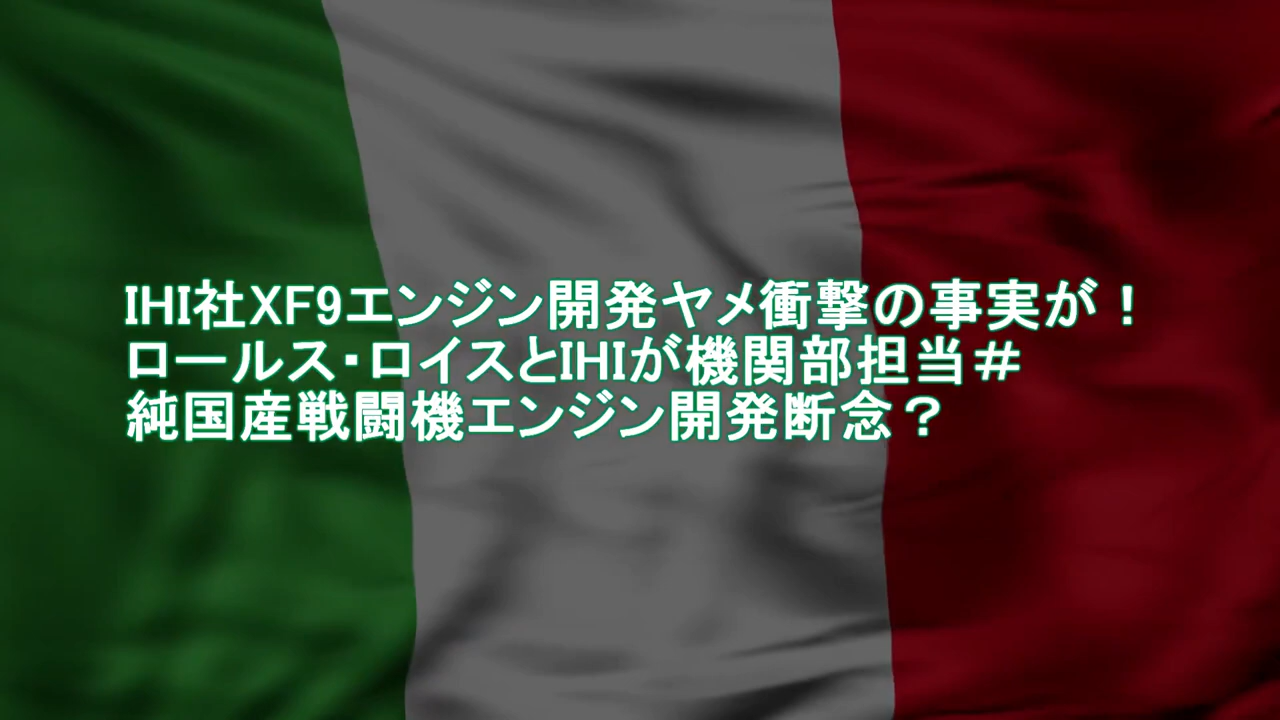 IHI社XF9エンジン開発ヤメ衝撃の事実が！
ロールス・ロイスとIHIが機関部担当＃
純国産戦闘機エンジン開発断念？